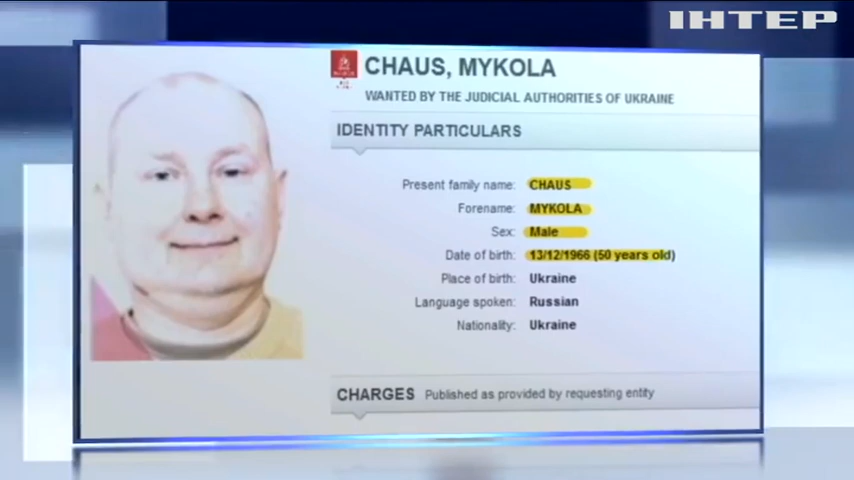 ІНТЕР
CHAUS, MYKOLA
WANTED BY THE JUDICIAL AUTHORITIES OF UKRAINE
IDENTITY PARTICULARS
Present family name: CHAUS
Forename: MYKOLA
Sex: Male
Date of birth: 13/12/1966 (50 years old)
Place of birth: Ukraine
Language spoken: Russian
Nationality: Ukraine
CHARGES Published as provided by requesting entity